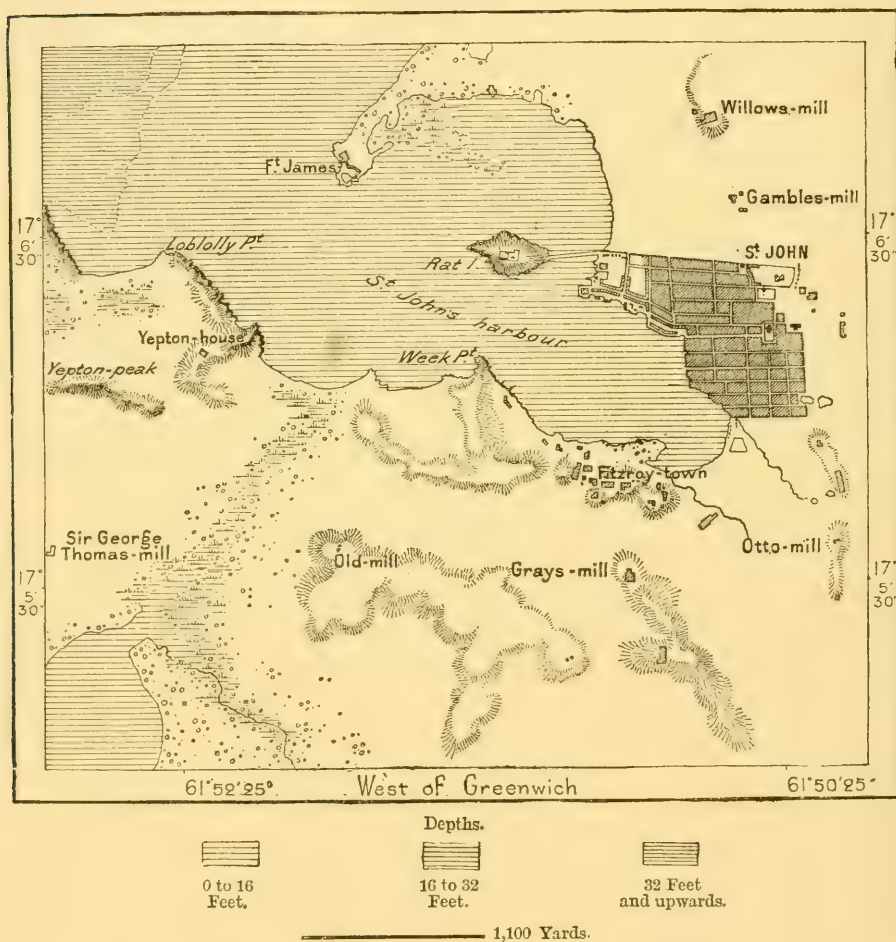 Willows-mill
Ft. James
Gambles-mill
17°
6'
30"
17°
6'
30"
Loblolly Pt.
St. JOHN
Rat I.
St. John's harbour
Yepton-house
Week Pt.
Yepton-peak
Fitzroy-town
Sir George
Thomas-mill
Old-mill
Grays-mill
Otto-mill
17°
5'
30"
17°
5'
30"
61°52'25"
West of Greenwich
61°50'25"
Depths.
0 to 16
Feet.
16 to 32
Feet.
32 Feet
and upwards.
1,100 Yards.